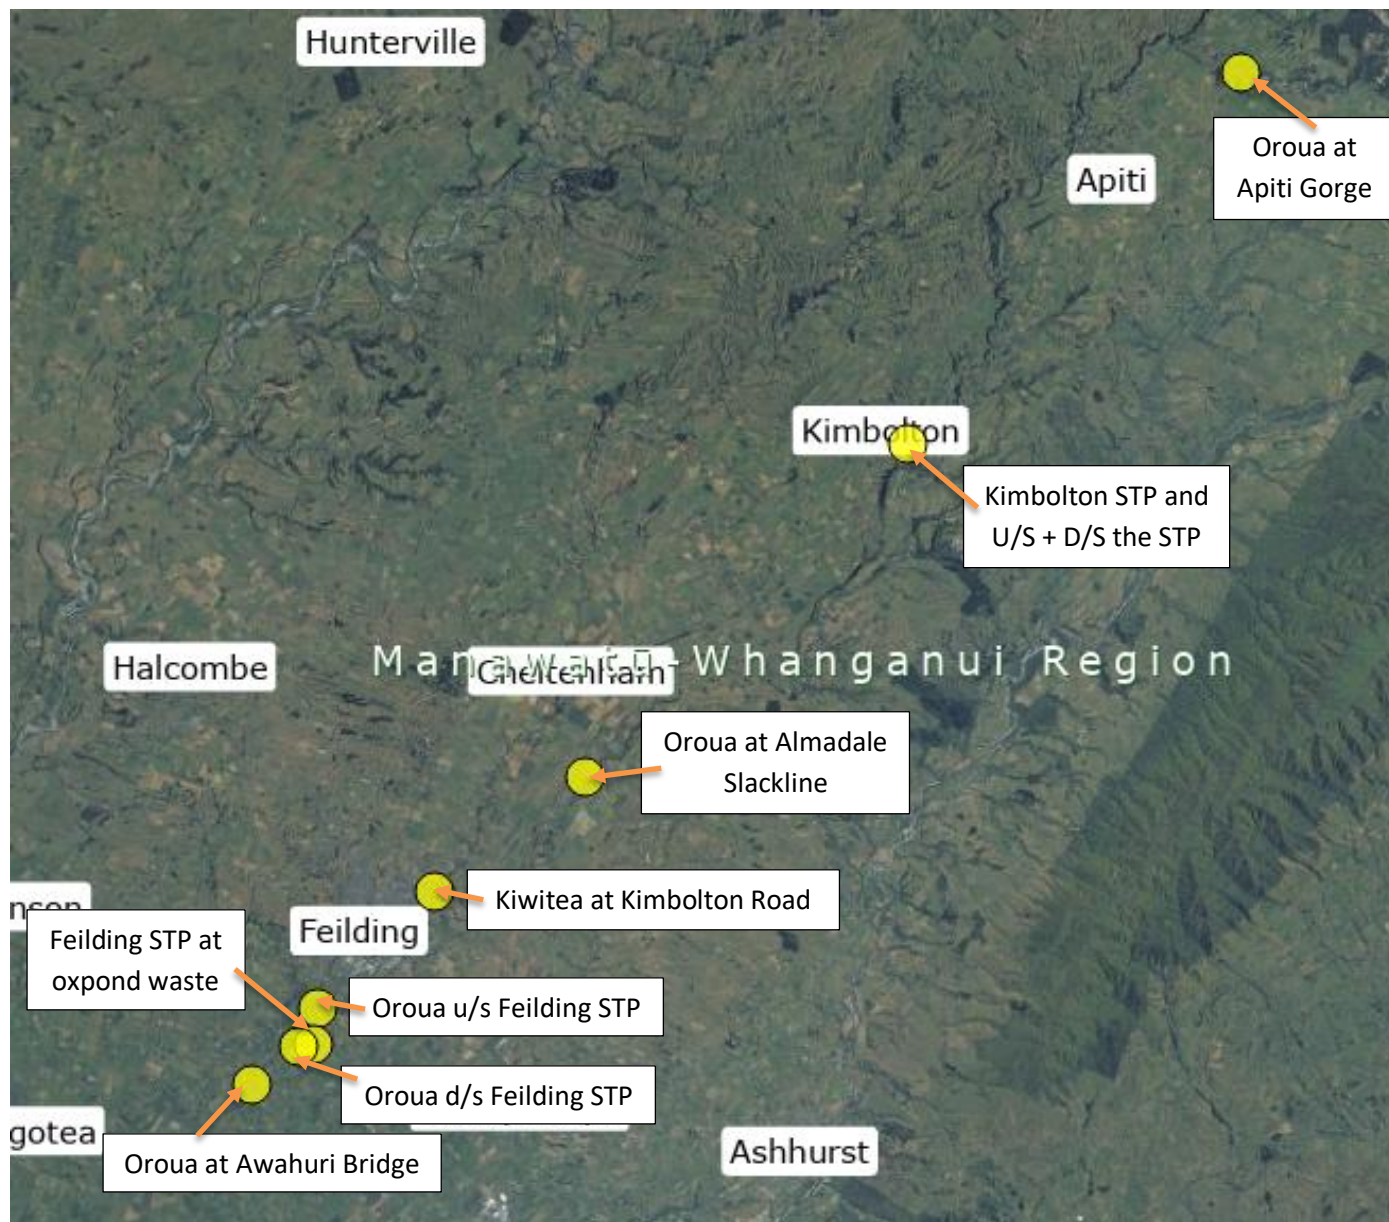 Hunterville
Oroua at
Apiti Gorge
Apiti
Kimbolton
Kimbolton STP and
U/S + D/S the STP
Manawatū-Whanganui Region
Halcombe
Cheltenham
Oroua at Almadale
Slackline
Kiwitea at Kimbolton Road
nson
Feilding
Feilding STP at
oxpond waste
Oroua u/s Feilding STP
Oroua d/s Feilding STP
gotea
Oroua at Awahuri Bridge
Ashhurst